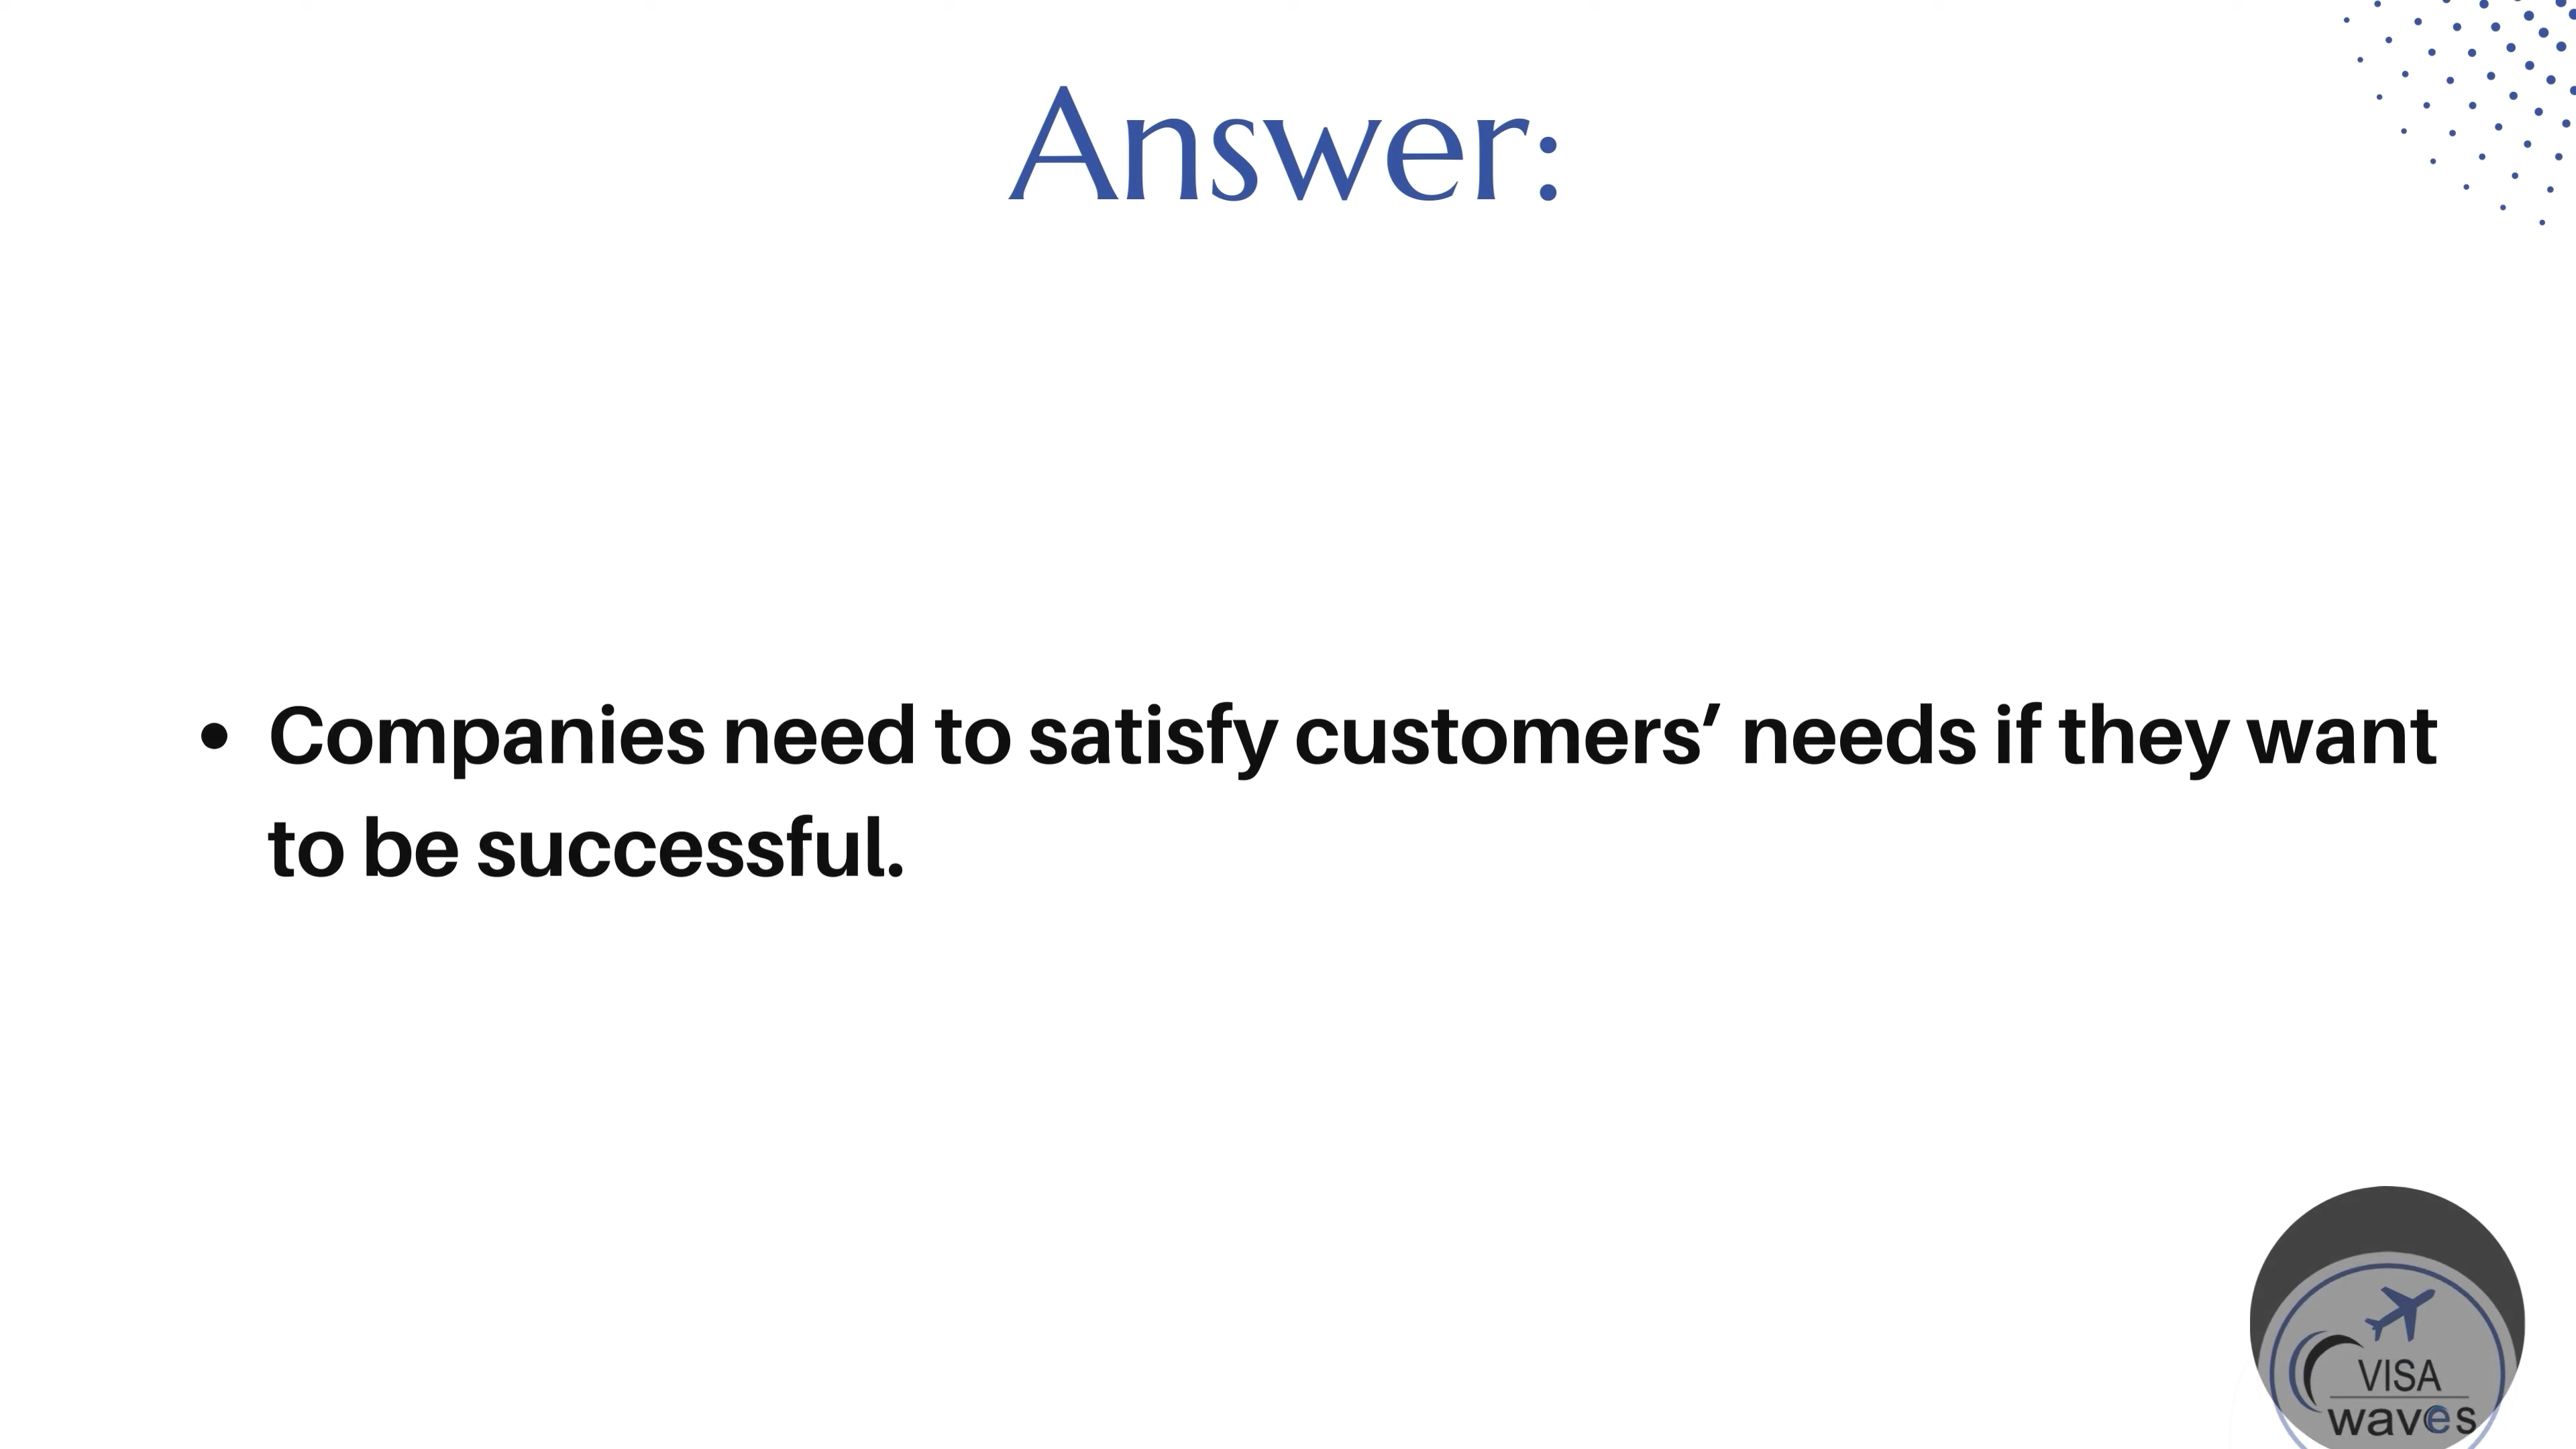 Answer:
• Companies need to satisfy customers’ needs if they want
to be successful.
VISA
waves